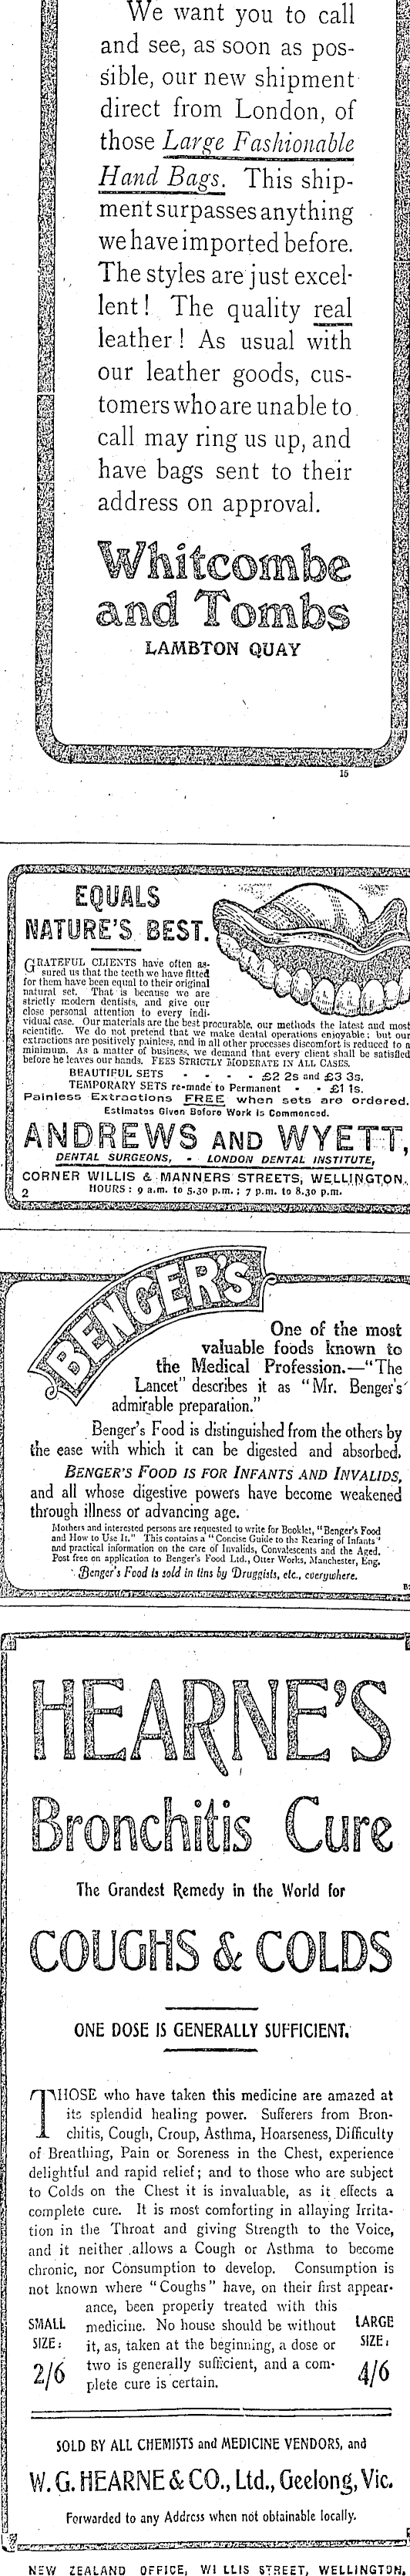 We want you to call
and see, as soon as pos-
sible, our new shipment
direct from London, of
those Large Fashionable
Hand Bags. This ship-
ment surpasses anything
we have imported before.
The styles are just excel-
lent! The quality real
leather! As usual with
our leather goods, cus-
tomers who are unable to
call may ring us up, and
have bags sent to their
address on approval.
Whitcombe
and Tombs
LAMBTON QUAY
15
EQUALS
NATURE'S BEST.
GRATEFUL CLIENTS have often as-
sured us that the teeth we have fitted
for them have been equal to their original
natural set. That is because we are
strictly modern dentists, and give our
close personal attention to every indi-
vidual case. Our materials are the best procurable, our methods the latest and most
scientific. We do not pretend that we make dental operations enjoyable; but our
extractions are positively painless, and in all other processes discomfort is reduced to a
minimum. As a matter of business, we demand that every client shall be satisfied
before he leaves our hands. FEES STRICTLY MODERATE IN ALL CASES.
BEAUTIFUL SETS - - - - £2 2s and £3 3s.
TEMPORARY SETS re-made to Permanent - - £1 1s.
Painless Extractions FREE when sets are ordered.
Estimates Given Before Work is Commenced.
ANDREWS AND WYETT,
DENTAL SURGEONS, - LONDON DENTAL INSTITUTE,
CORNER WILLIS & MANNERS STREETS, WELLINGTON.
2 HOURS: 9 a.m. to 5.30 p.m.; 7 p.m. to 8.30 p.m.
BENGER'S
One of the most
valuable foods known to
the Medical Profession.—"The
Lancet" describes it as "Mr. Benger's
admirable preparation."
Benger's Food is distinguished from the others by
the ease with which it can be digested and absorbed.
BENGER'S FOOD IS FOR INFANTS AND INVALIDS,
and all whose digestive powers have become weakened
through illness or advancing age.
Mothers and interested persons are requested to write for Booklet, "Benger's Food
and How to Use It." This contains a "Concise Guide to the Rearing of Infants"
and practical information on the care of Invalids, Convalescents and the Aged.
Post free on application to Benger's Food Ltd., Otter Works, Manchester, Eng.
Benger's Food is sold in tins by Druggists, etc., everywhere.
HEARNE'S
Bronchitis Cure
The Grandest Remedy in the World for
COUGHS & COLDS
ONE DOSE IS GENERALLY SUFFICIENT.
THOSE who have taken this medicine are amazed at
its splendid healing power. Sufferers from Bron-
chitis, Cough, Croup, Asthma, Hoarseness, Difficulty
of Breathing, Pain or Soreness in the Chest, experience
delightful and rapid relief; and to those who are subject
to Colds on the Chest it is invaluable, as it effects a
complete cure. It is most comforting in allaying Irrita-
tion in the Throat and giving Strength to the Voice,
and it neither allows a Cough or Asthma to become
chronic, nor Consumption to develop. Consumption is
not known where "Coughs" have, on their first appear-
ance, been properly treated with this
medicine. No house should be without
it, as, taken at the beginning, a dose or
two is generally sufficient, and a com-
plete cure is certain.
SMALL
SIZE:
2/6
LARGE
SIZE,
4/6
SOLD BY ALL CHEMISTS and MEDICINE VENDORS, and
W. G. HEARNE & CO., Ltd., Geelong, Vic.
Forwarded to any Address when not obtainable locally.
NEW ZEALAND OFFICE, WILLIS STREET, WELLINGTON.